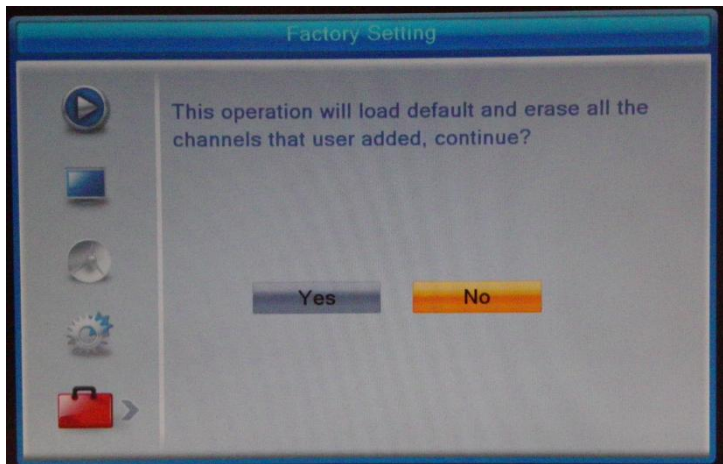 Factory Setting
This operation will load default and erase all the
channels that user added, continue?
Yes No